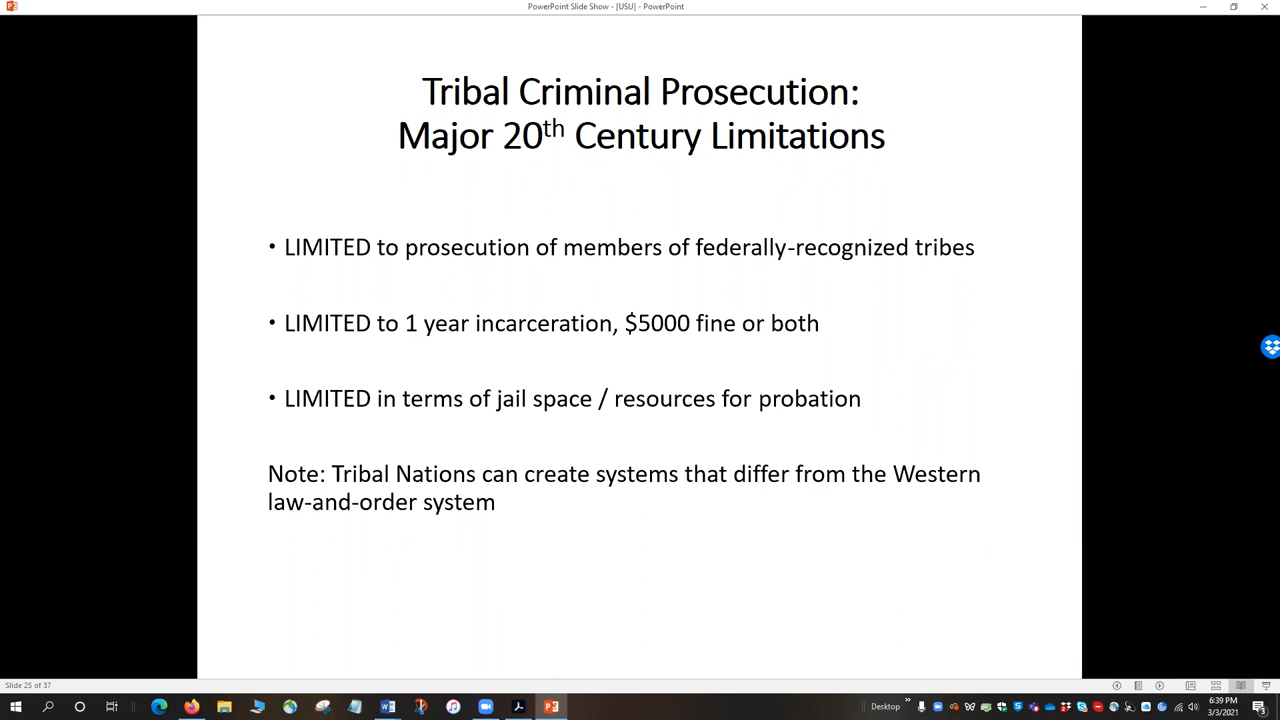 PowerPoint Slide Show - [USU] - PowerPoint
Tribal Criminal Prosecution:
Major 20th Century Limitations
• LIMITED to prosecution of members of federally-recognized tribes
• LIMITED to 1 year incarceration, $5000 fine or both
• LIMITED in terms of jail space / resources for probation
Note: Tribal Nations can create systems that differ from the Western
law-and-order system
Slide 25 of 37
Desktop
6:39 PM
3/3/2021